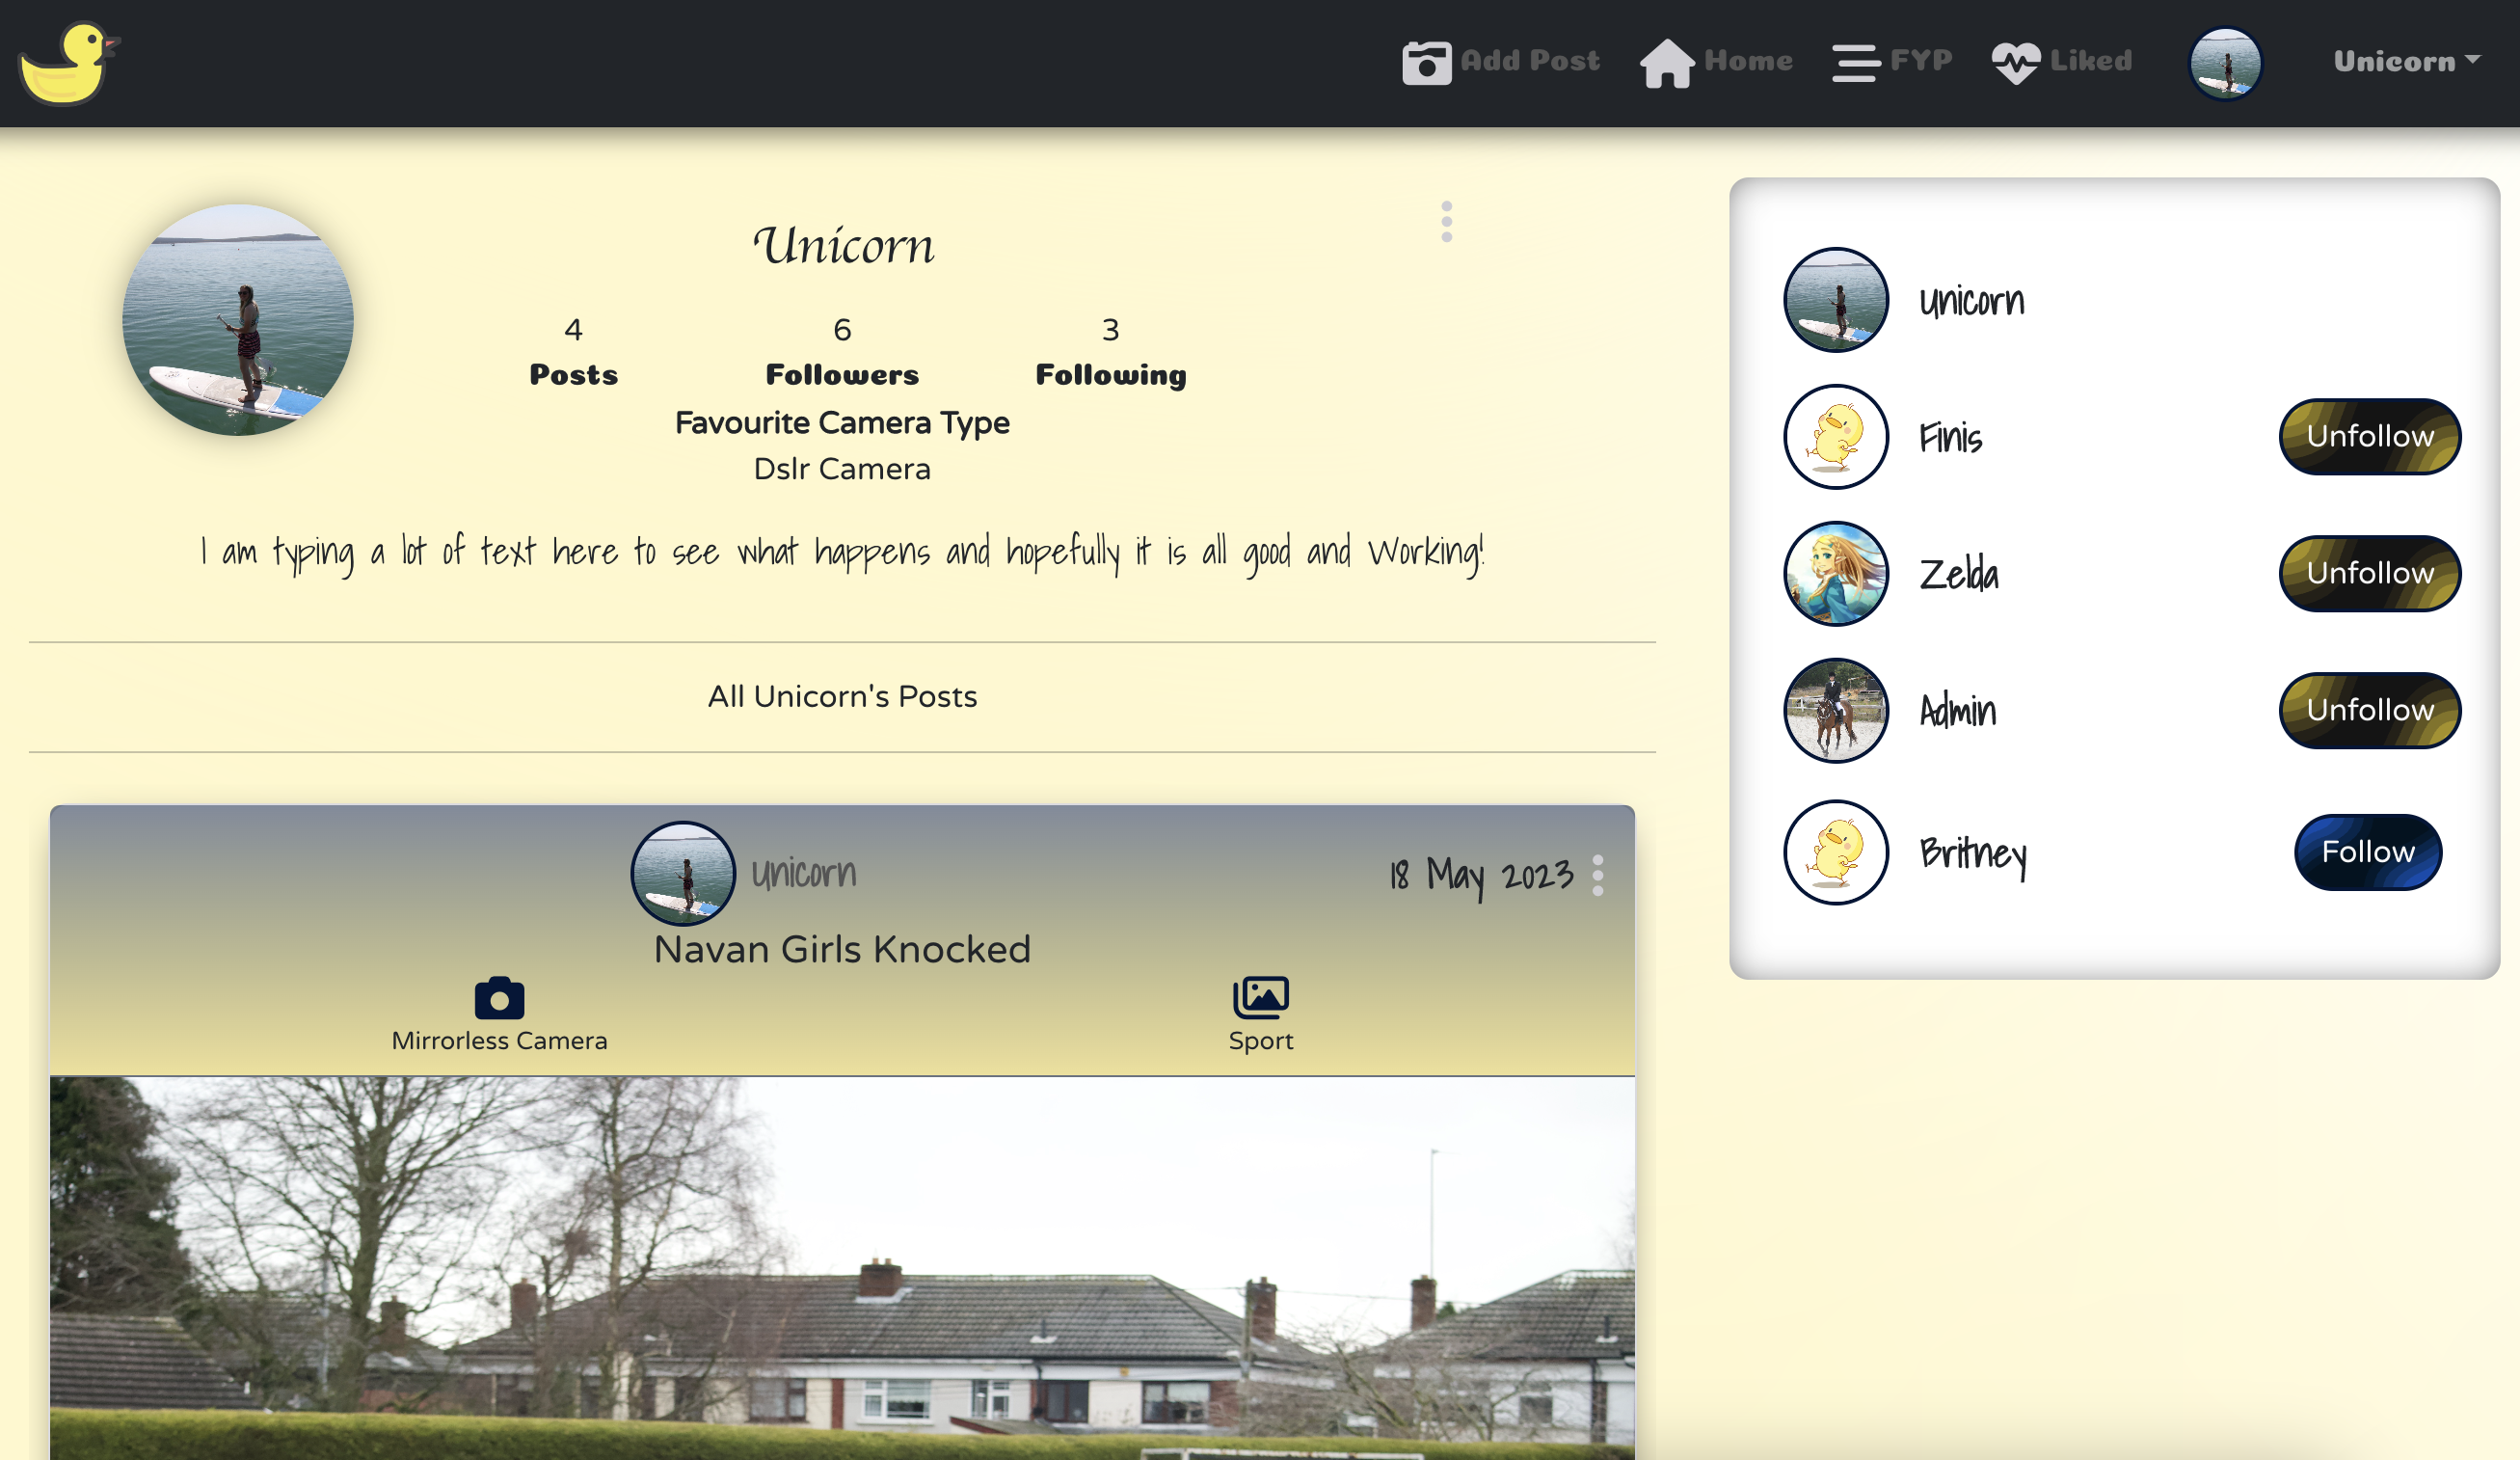 Add Post Home FYP Liked Unicorn
Unicorn
4 6 3
Posts Followers Following
Favourite Camera Type
Dslr Camera
I am typing a lot of text here to see what happens and hopefully it is all good and Working!
All Unicorn's Posts
Unicorn 18 May 2023
Navan Girls Knocked
Mirrorless Camera Sport
Unicorn
Finis Unfollow
Zelda Unfollow
Admin Unfollow
Britney Follow